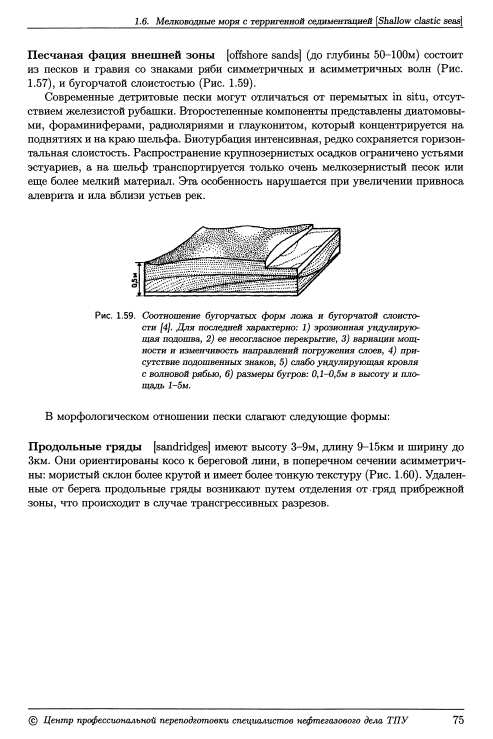 1.6. Мелководные моря с терригенной седиментацией [Shallow clastic seas]
Песчаная фация внешней зоны [offshore sands] (до глубины 50–100м) состоит
из песков и гравия со знаками ряби симметричных и асимметричных волн (Рис.
1.57), и бугорчатой слоистостью (Рис. 1.59).
Современные детритовые пески могут отличаться от перемытых in situ, отсут-
ствием железистой рубашки. Второстепенные компоненты представлены диатомовы-
ми, фораминиферами, радиоляриями и глауконитом, который концентрируется на
поднятиях и на краю шельфа. Биотурбация интенсивная, редко сохраняется горизон-
тальная слоистость. Распространение крупнозернистых осадков ограничено устьями
эстуариев, а на шельф транспортируется только очень мелкозернистый песок или
еще более мелкий материал. Эта особенность нарушается при увеличении привноса
алеврита и ила вблизи устьев рек.
0,5м
Рис. 1.59. Соотношение бугорчатых форм ложа и бугорчатой слоисто-
сти [4]. Для последней характерно: 1) эрозионная ундулирую-
щая подошва, 2) ее несогласное перекрытие, 3) вариации мощ-
ности и изменчивость направлений погружения слоев, 4) при-
сутствие подошвенных знаков, 5) слабо ундулирующая кровля
с волновой рябью, 6) размеры бугров: 0,1–0,5м в высоту и пло-
щадь 1–5м.
В морфологическом отношении пески слагают следующие формы:
Продольные гряды [sandridges] имеют высоту 3–9м, длину 9–15км и ширину до
3км. Они ориентированы косо к береговой лини, в поперечном сечении асимметрич-
ны: мористый склон более крутой и имеет более тонкую текстуру (Рис. 1.60). Удален-
ные от берега продольные гряды возникают путем отделения от гряд прибрежной
зоны, что происходит в случае трансгрессивных разрезов.
© Центр профессиональной переподготовки специалистов нефтегазового дела ТПУ 75